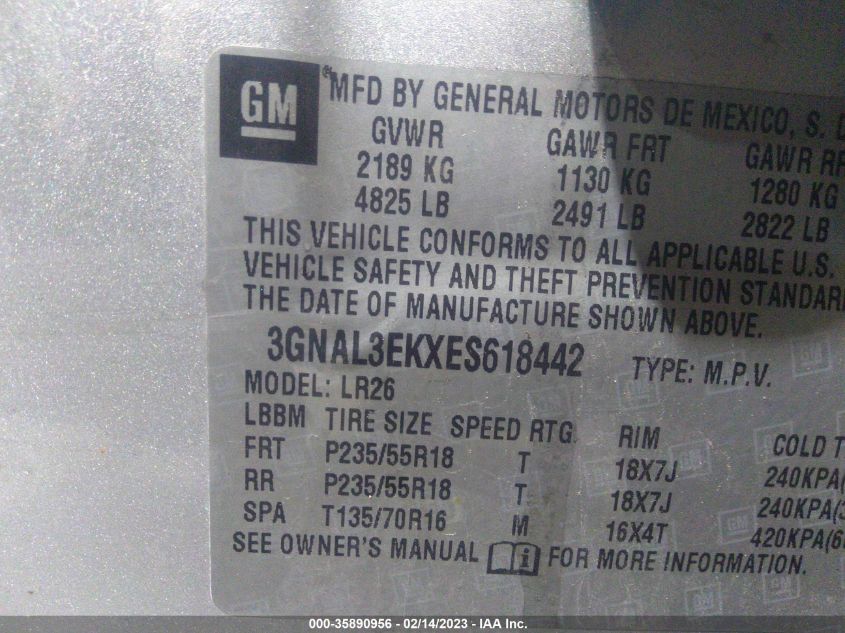 GM
®MFD BY GENERAL MOTORS DE MEXICO, S. D
GVWR GAWR FRT GAWR RR
2189 KG 1130 KG 1280 KG
4825 LB 2491 LB 2822 LB
THIS VEHICLE CONFORMS TO ALL APPLICABLE U.S.
VEHICLE SAFETY AND THEFT PREVENTION STANDAR
THE DATE OF MANUFACTURE SHOWN ABOVE.
3GNAL3EKXES618442 TYPE: M.P.V.
MODEL: LR26
LBBM TIRE SIZE SPEED RTG RIM COLD T
FRT P235/55R18 T 18X7J 240KPA(
RR P235/55R18 T 18X7J 240KPA(3
SPA T135/70R16 M 16X4T 420KPA(6
SEE OWNER'S MANUAL i FOR MORE INFORMATION.
000-35890956 - 02/14/2023 - IAA Inc.